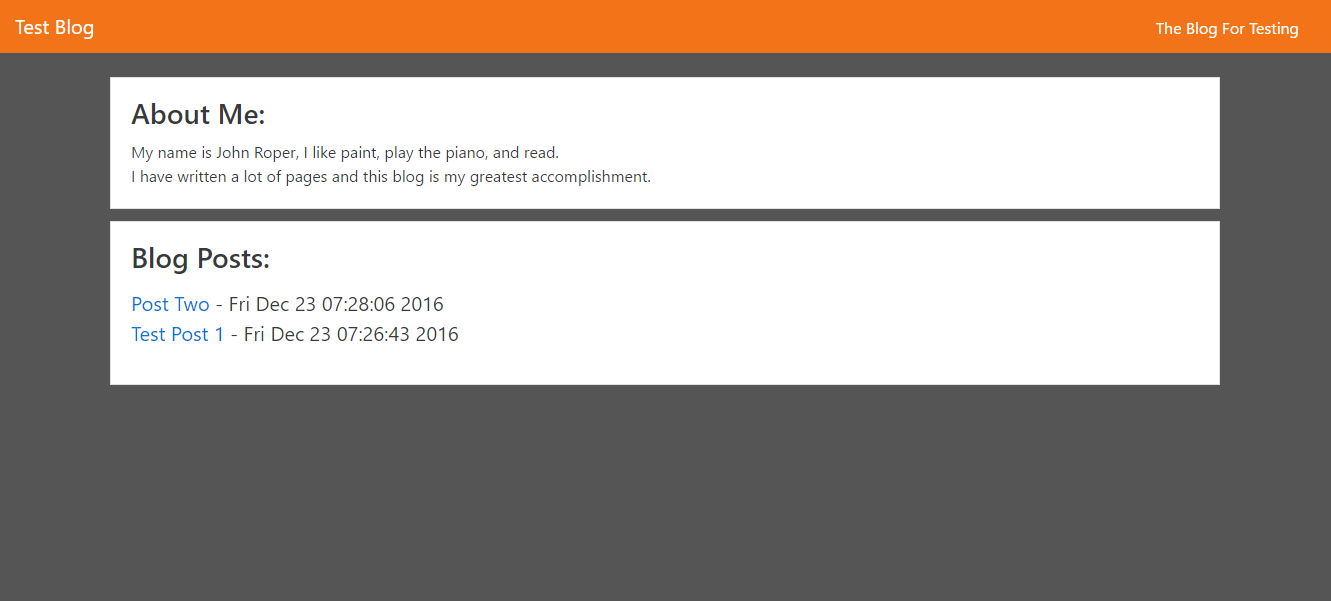 Test Blog
The Blog For Testing
About Me:
My name is John Roper, I like paint, play the piano, and read.
I have written a lot of pages and this blog is my greatest accomplishment.
Blog Posts:
Post Two - Fri Dec 23 07:28:06 2016
Test Post 1 - Fri Dec 23 07:26:43 2016